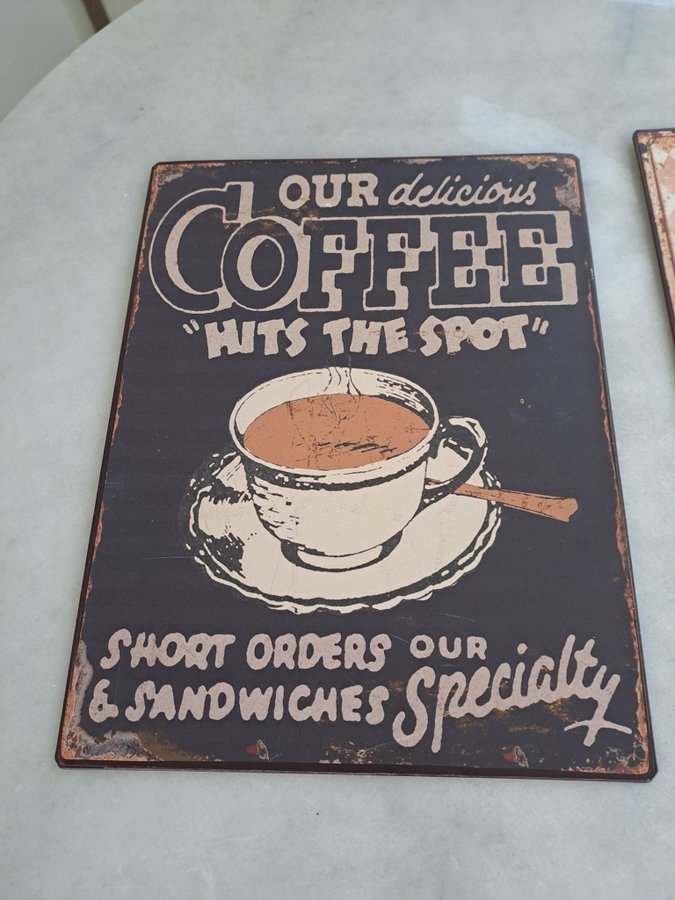 OUR delicious
COFFEE
"HITS THE SPOT"
SHORT ORDERS OUR
& SANDWICHES Specialty